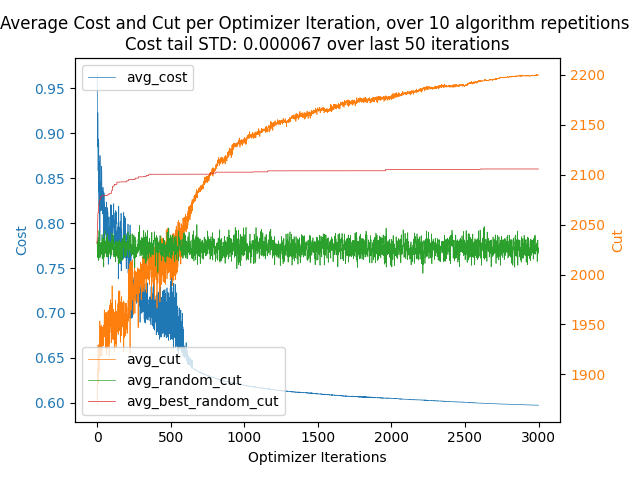 Average Cost and Cut per Optimizer Iteration, over 10 algorithm repetitions
Cost tail STD: 0.000067 over last 50 iterations
avg_cost
0.95
0.90
0.85
0.80
0.75
0.70
0.65
0.60
Cost
2200
2150
2100
2050
2000
1950
1900
Cut
avg_cut
avg_random_cut
avg_best_random_cut
0
500
1000
1500
2000
2500
3000
Optimizer Iterations